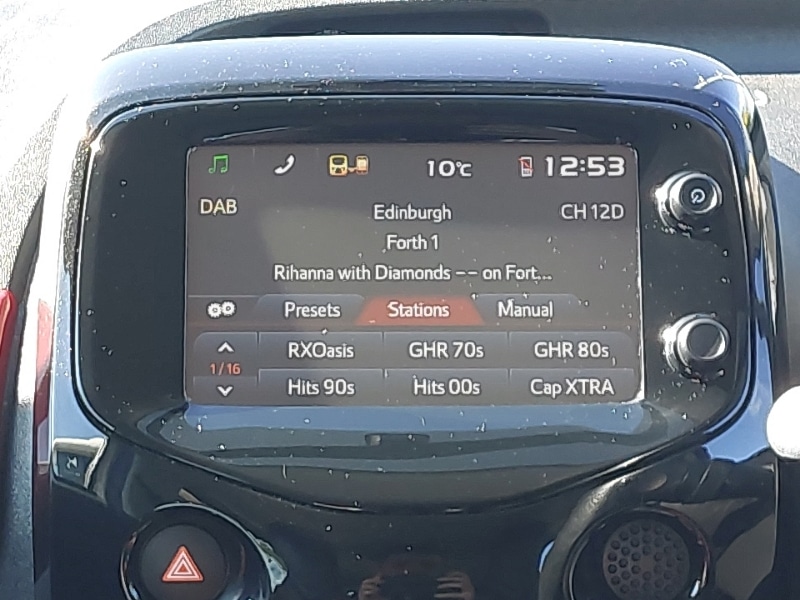 10°C 12:53
DAB Edinburgh CH 12D
Forth 1
Rihanna with Diamonds -- on Fort...
Presets Stations Manual
RXOasis GHR 70s GHR 80s
1/16
Hits 90s Hits 00s Cap XTRA